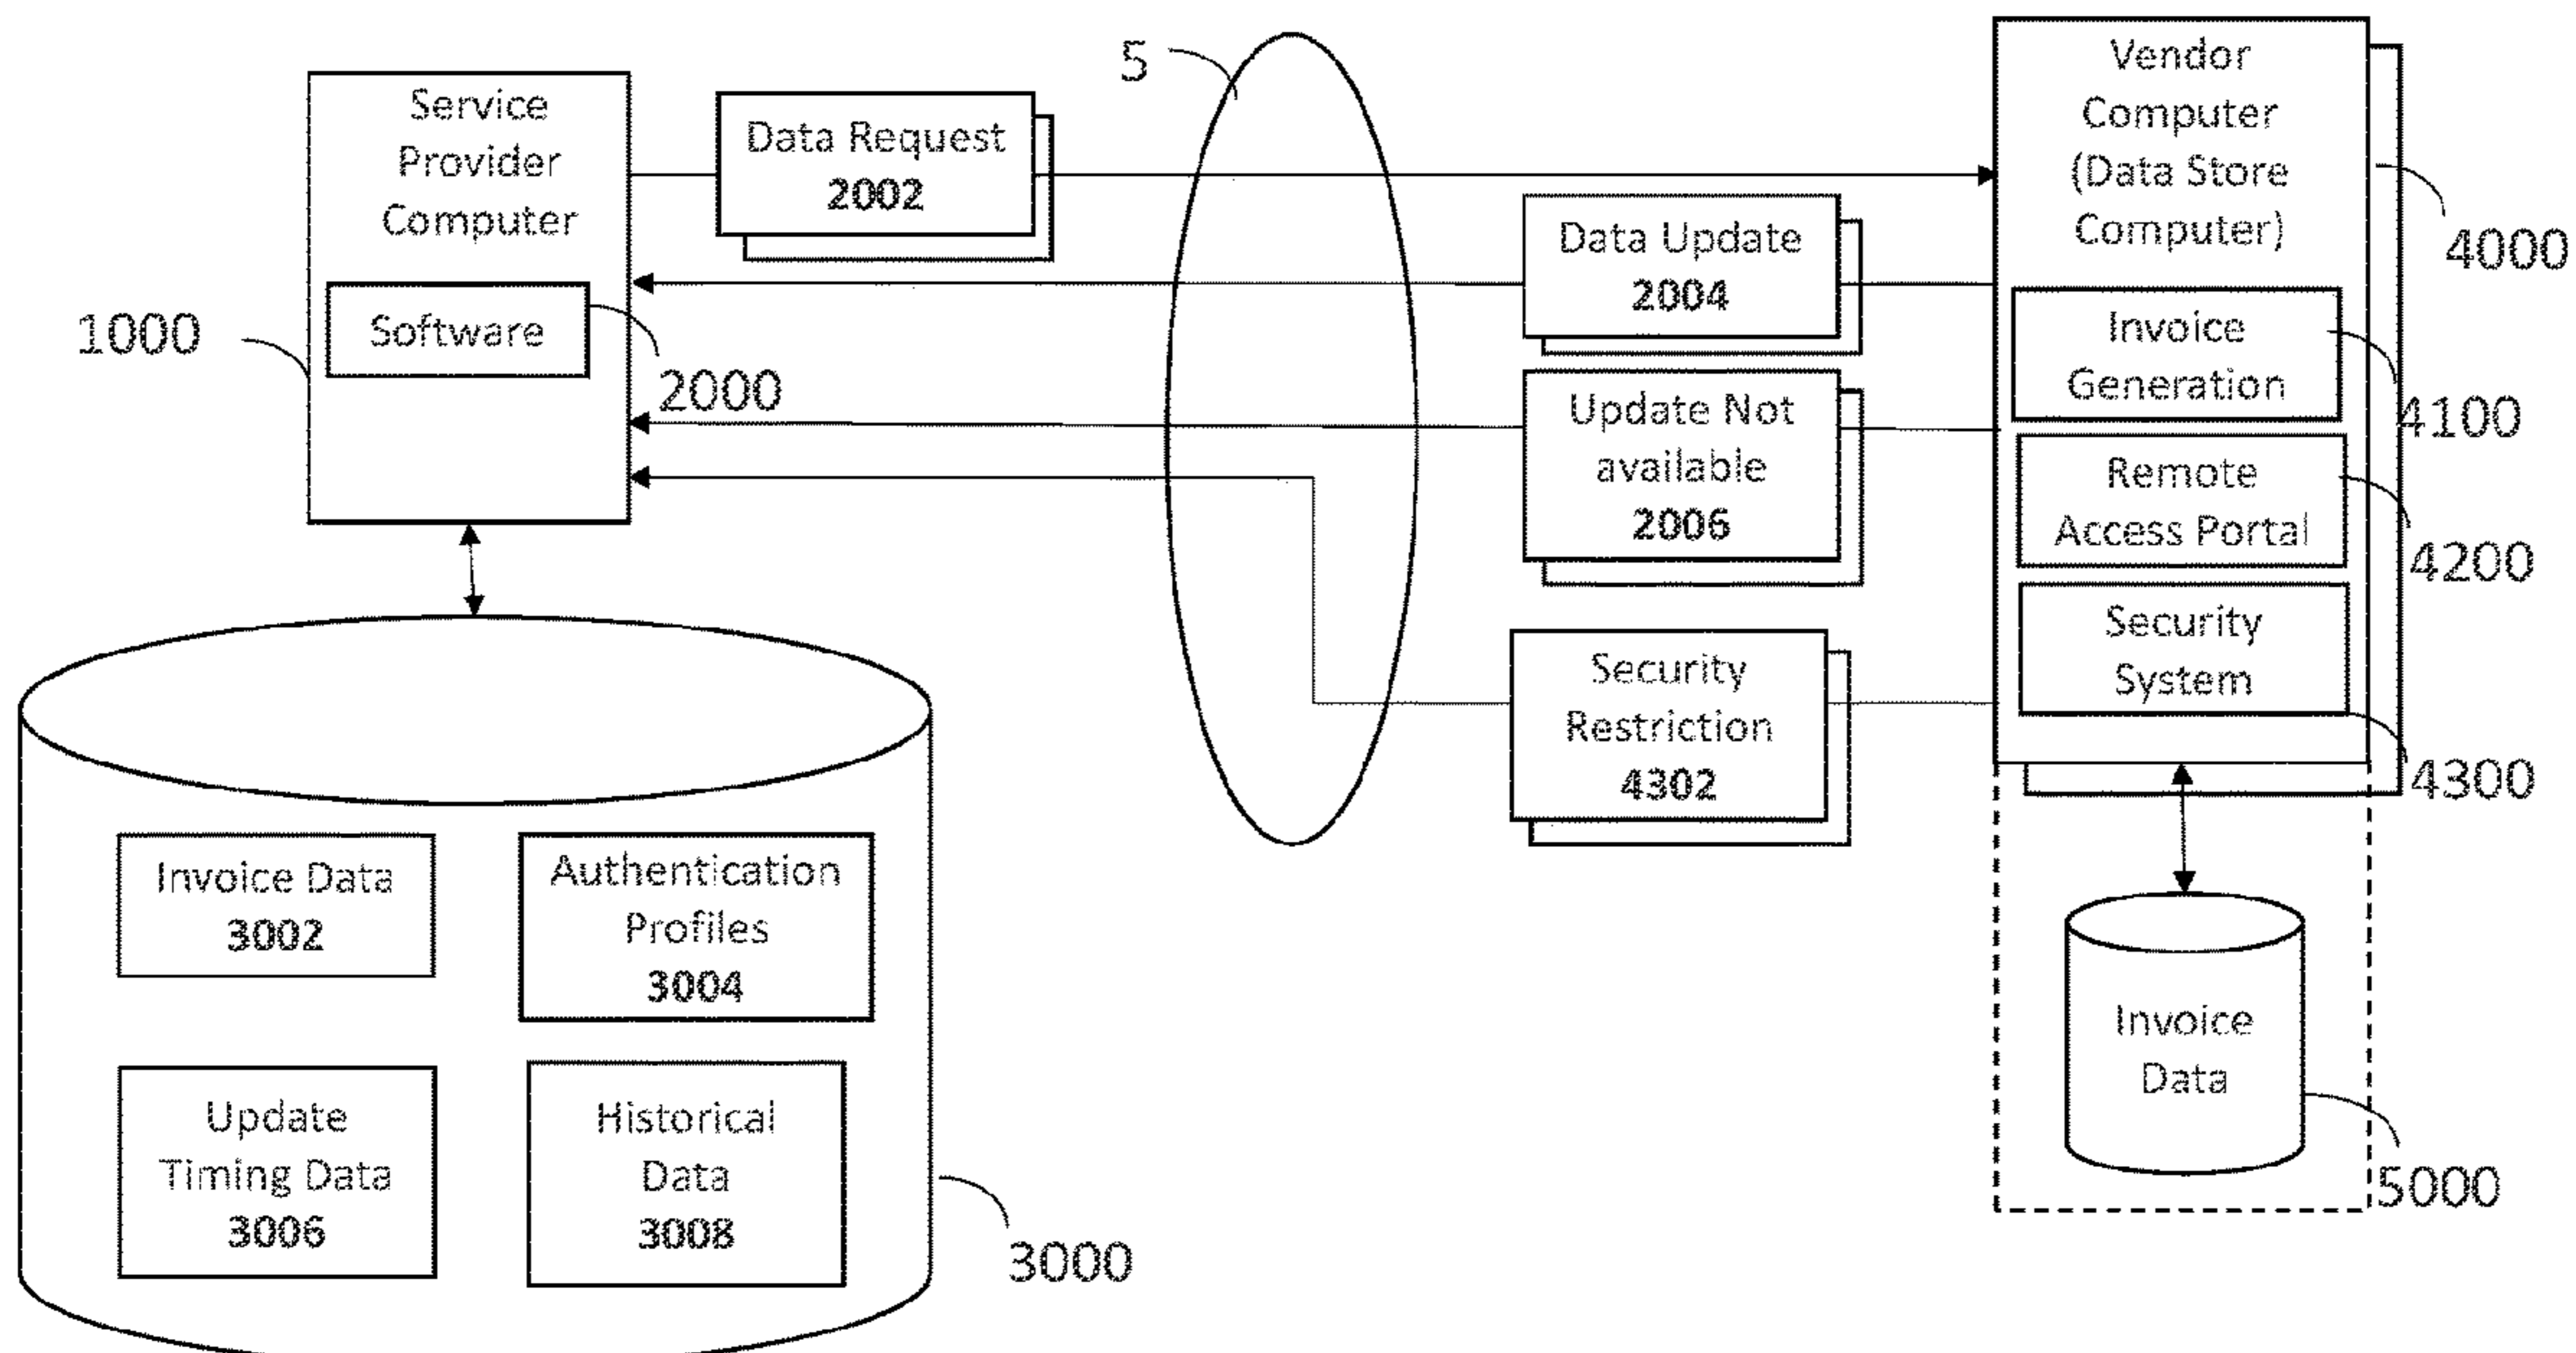 Service
Provider
Computer
Software
1000
2000
Data Request
2002
5
Data Update
2004
Update Not
available
2006
Security
Restriction
4302
Vendor
Computer
(Data Store
Computer)
4000
Invoice
Generation
4100
Remote
Access Portal
4200
Security
System
4300
Invoice Data
3002
Authentication
Profiles
3004
Update
Timing Data
3006
Historical
Data
3008
3000
Invoice
Data
5000